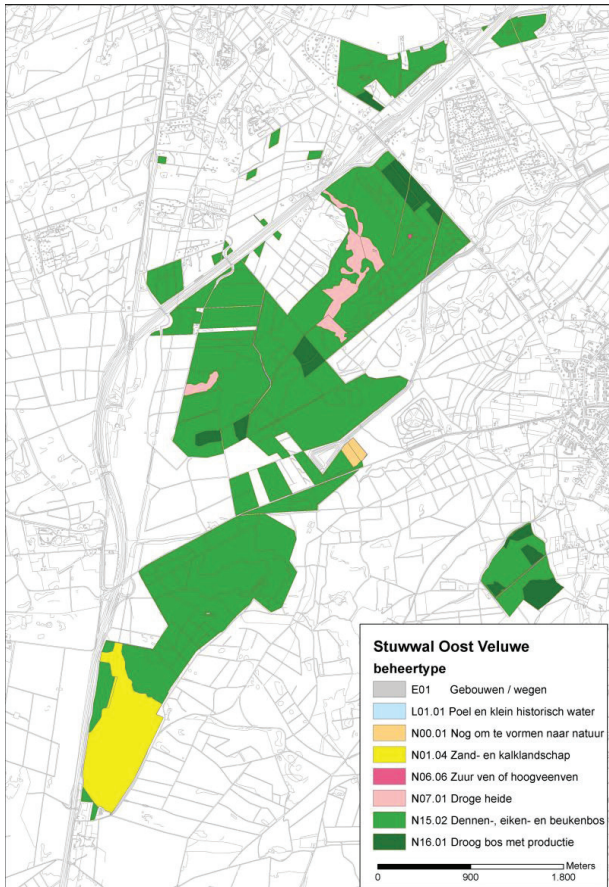 Stuwwal Oost Veluwe
beheertype
E01 Gebouwen / wegen
L01.01 Poel en klein historisch water
N00.01 Nog om te vormen naar natuur
N01.04 Zand- en kalklandschap
N06.06 Zuur ven of hoogveenven
N07.01 Droge heide
N15.02 Dennen-, eiken- en beukenbos
N16.01 Droog bos met productie
Meters
0 900 1.800